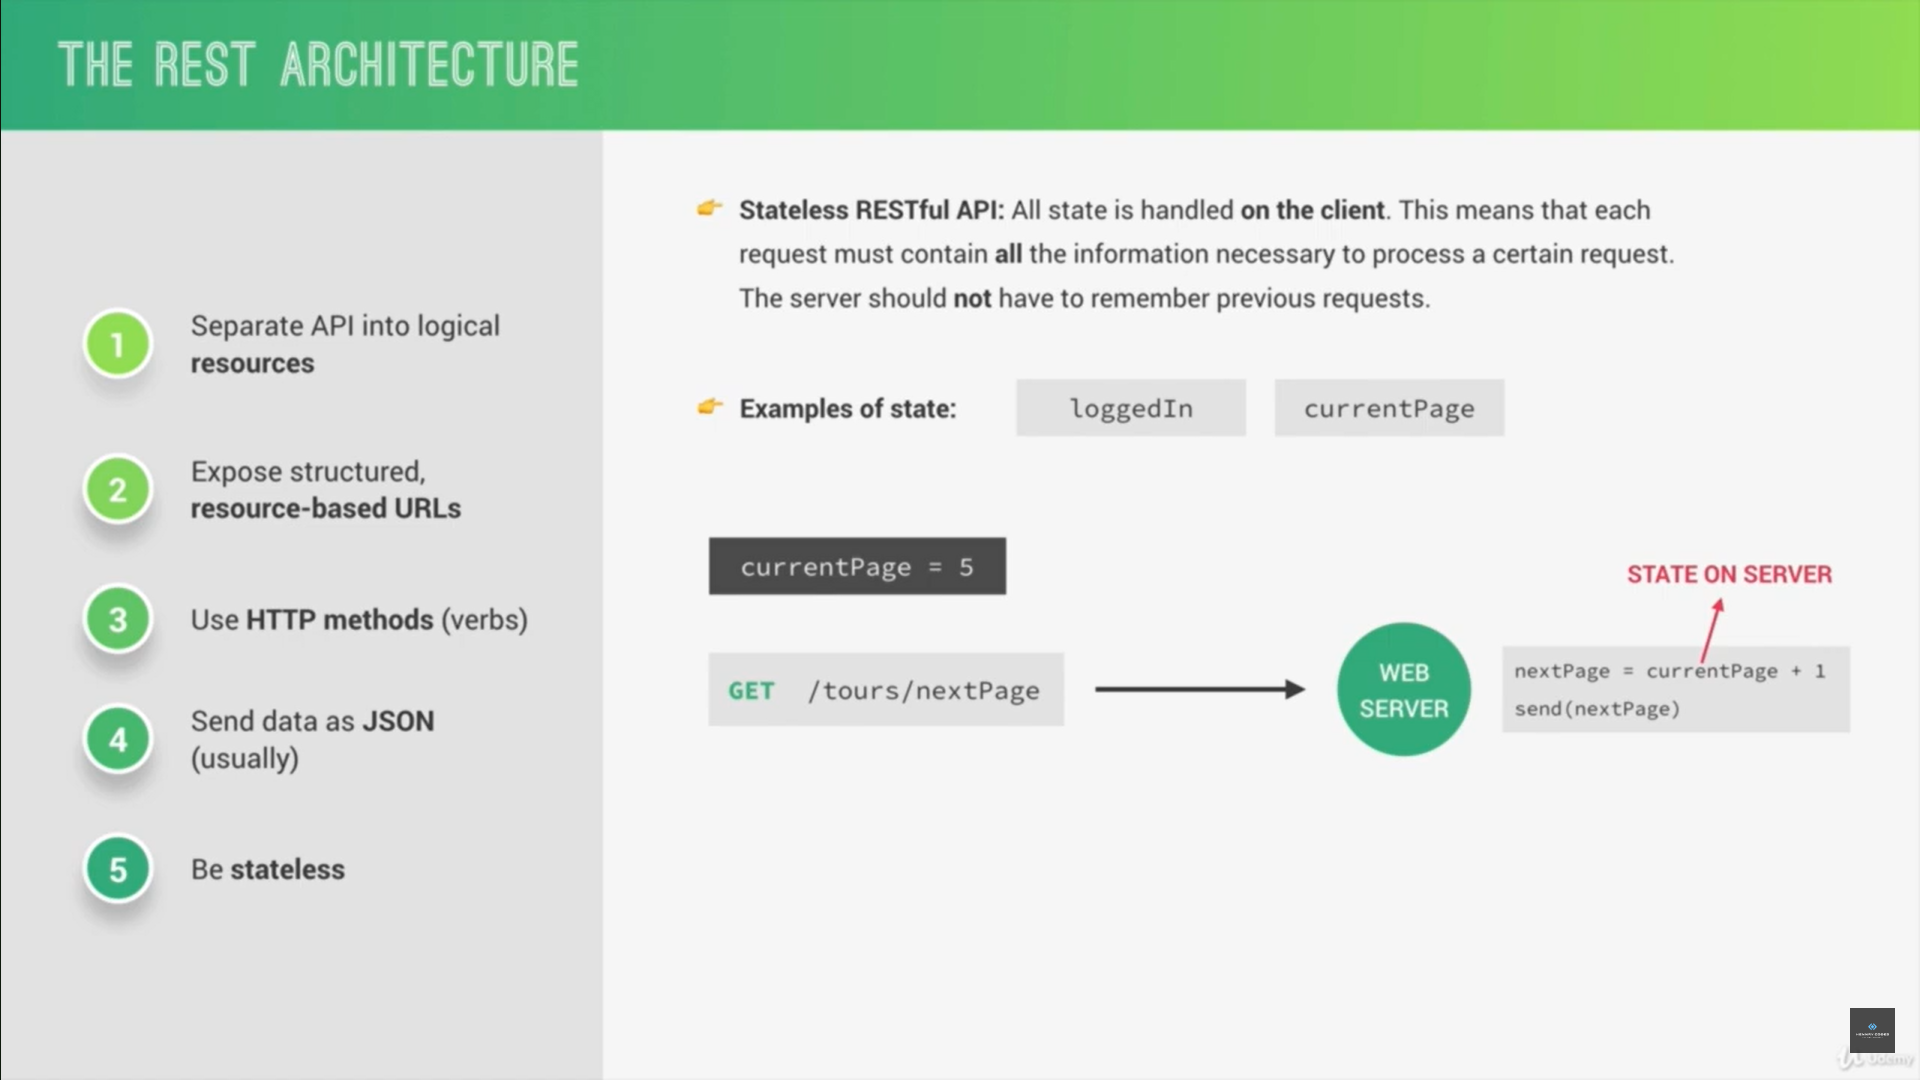 THE REST ARCHITECTURE
1
Separate API into logical
resources
2
Expose structured,
resource-based URLs
3
Use HTTP methods (verbs)
4
Send data as JSON
(usually)
5
Be stateless
Stateless RESTful API: All state is handled on the client. This means that each
request must contain all the information necessary to process a certain request.
The server should not have to remember previous requests.
Examples of state:
loggedIn
currentPage
currentPage = 5
GET /tours/nextPage
WEB
SERVER
STATE ON SERVER
nextPage = currentPage + 1
send(nextPage)
Udemy